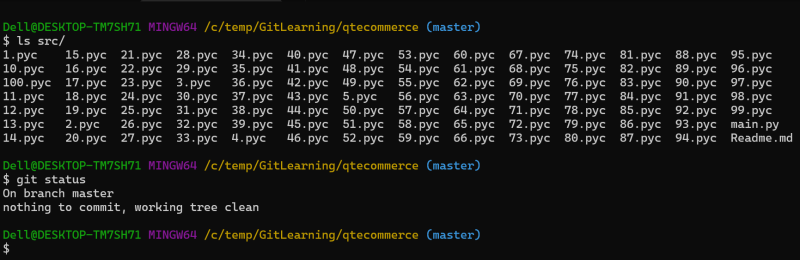 Dell@DESKTOP-TM7SH71 MINGW64 /c/temp/GitLearning/qtecommerce (master)
$ ls src/
1.pyc 15.pyc 21.pyc 28.pyc 34.pyc 40.pyc 47.pyc 53.pyc 60.pyc 67.pyc 74.pyc 81.pyc 88.pyc 95.pyc
10.pyc 16.pyc 22.pyc 29.pyc 35.pyc 41.pyc 48.pyc 54.pyc 61.pyc 68.pyc 75.pyc 82.pyc 89.pyc 96.pyc
100.pyc 17.pyc 23.pyc 3.pyc 36.pyc 42.pyc 49.pyc 55.pyc 62.pyc 69.pyc 76.pyc 83.pyc 90.pyc 97.pyc
11.pyc 18.pyc 24.pyc 30.pyc 37.pyc 43.pyc 5.pyc 56.pyc 63.pyc 70.pyc 77.pyc 84.pyc 91.pyc 98.pyc
12.pyc 19.pyc 25.pyc 31.pyc 38.pyc 44.pyc 50.pyc 57.pyc 64.pyc 71.pyc 78.pyc 85.pyc 92.pyc 99.pyc
13.pyc 2.pyc 26.pyc 32.pyc 39.pyc 45.pyc 51.pyc 58.pyc 65.pyc 72.pyc 79.pyc 86.pyc 93.pyc main.py
14.pyc 20.pyc 27.pyc 33.pyc 4.pyc 46.pyc 52.pyc 59.pyc 66.pyc 73.pyc 80.pyc 87.pyc 94.pyc Readme.md
Dell@DESKTOP-TM7SH71 MINGW64 /c/temp/GitLearning/qtecommerce (master)
$ git status
On branch master
nothing to commit, working tree clean
Dell@DESKTOP-TM7SH71 MINGW64 /c/temp/GitLearning/qtecommerce (master)
$